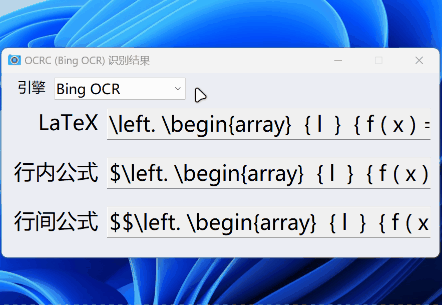 OCRC (Bing OCR) 识别结果
引擎 Bing OCR
LaTeX \left. \begin{array} { l } { f ( x ) =
行内公式 $\left. \begin{array} { l } { f ( x )
行间公式 $$\left. \begin{array} { l } { f ( x